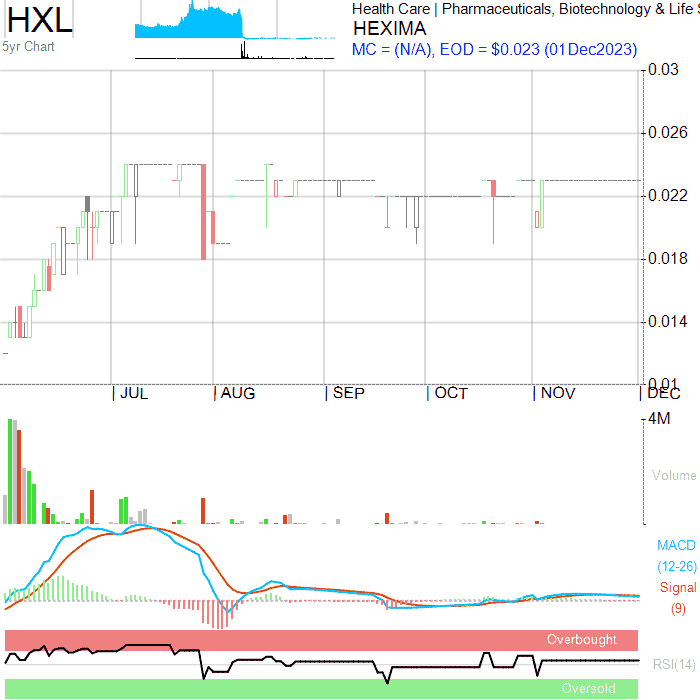 HXL
5yr Chart
Health Care | Pharmaceuticals, Biotechnology & Life S
HEXIMA
MC = (N/A), EOD = $0.023 (01Dec2023)
0.03
0.026
0.022
0.018
0.014
0.01
| JUL | AUG | SEP | OCT | NOV | DEC
4M
Volume
MACD
(12-26)
Signal
(9)
Overbought
RSI(14)
Oversold